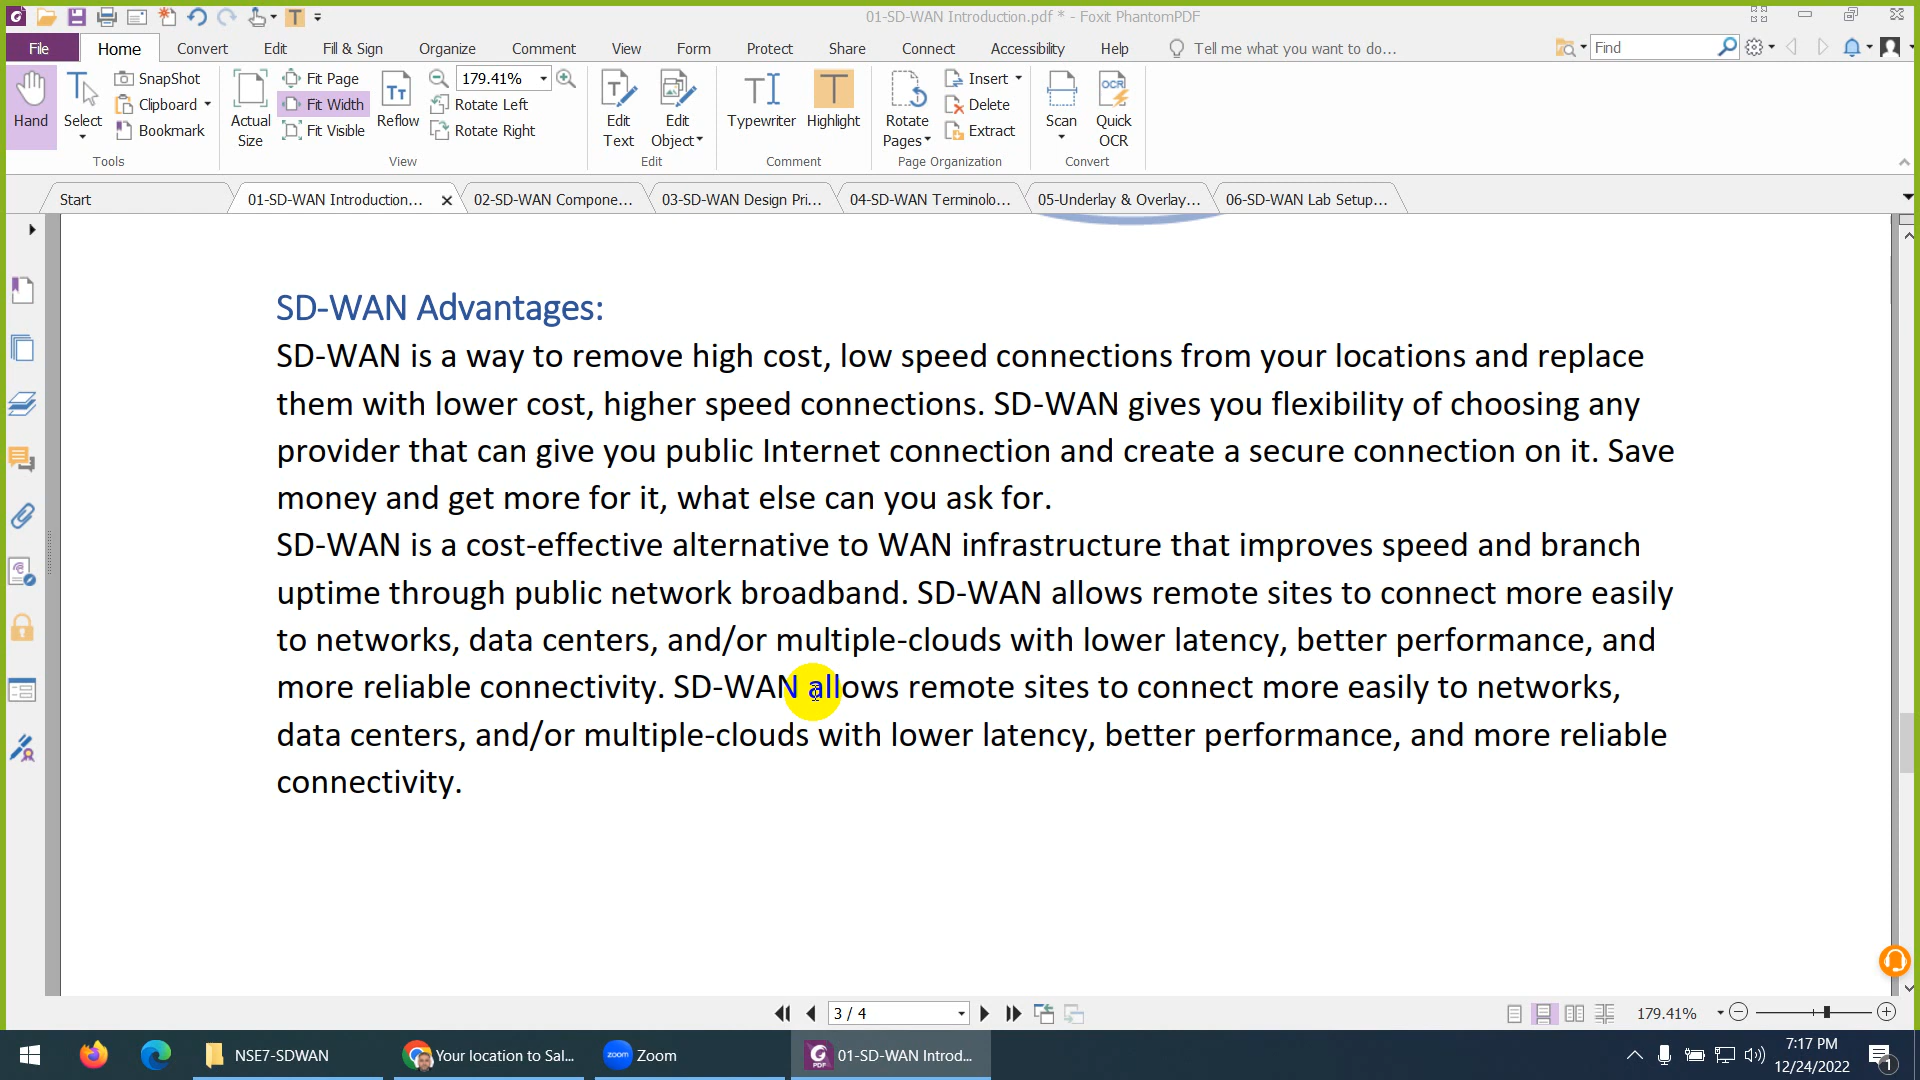 01-SD-WAN Introduction.pdf * - Foxit PhantomPDF
File Home Convert Edit Fill & Sign Organize Comment View Form Protect Share Connect Accessibility Help Tell me what you want to do... Find
SnapShot Fit Page 179.41% Insert
Clipboard Fit Width Rotate Left Delete
Bookmark Fit Visible Rotate Right Extract
Hand Select Actual Size Reflow Edit Text Edit Object Typewriter Highlight Rotate Pages Scan Quick OCR
Tools View Edit Comment Page Organization Convert
Start 01-SD-WAN Introduction... 02-SD-WAN Compone... 03-SD-WAN Design Pri... 04-SD-WAN Terminolo... 05-Underlay & Overlay... 06-SD-WAN Lab Setup...
SD-WAN Advantages:
SD-WAN is a way to remove high cost, low speed connections from your locations and replace
them with lower cost, higher speed connections. SD-WAN gives you flexibility of choosing any
provider that can give you public Internet connection and create a secure connection on it. Save
money and get more for it, what else can you ask for.
SD-WAN is a cost-effective alternative to WAN infrastructure that improves speed and branch
uptime through public network broadband. SD-WAN allows remote sites to connect more easily
to networks, data centers, and/or multiple-clouds with lower latency, better performance, and
more reliable connectivity. SD-WAN allows remote sites to connect more easily to networks,
data centers, and/or multiple-clouds with lower latency, better performance, and more reliable
connectivity.
3 / 4 179.41%
NSE7-SDWAN Your location to Sal... zoom Zoom PDF 01-SD-WAN Introd... 7:17 PM
12/24/2022 1